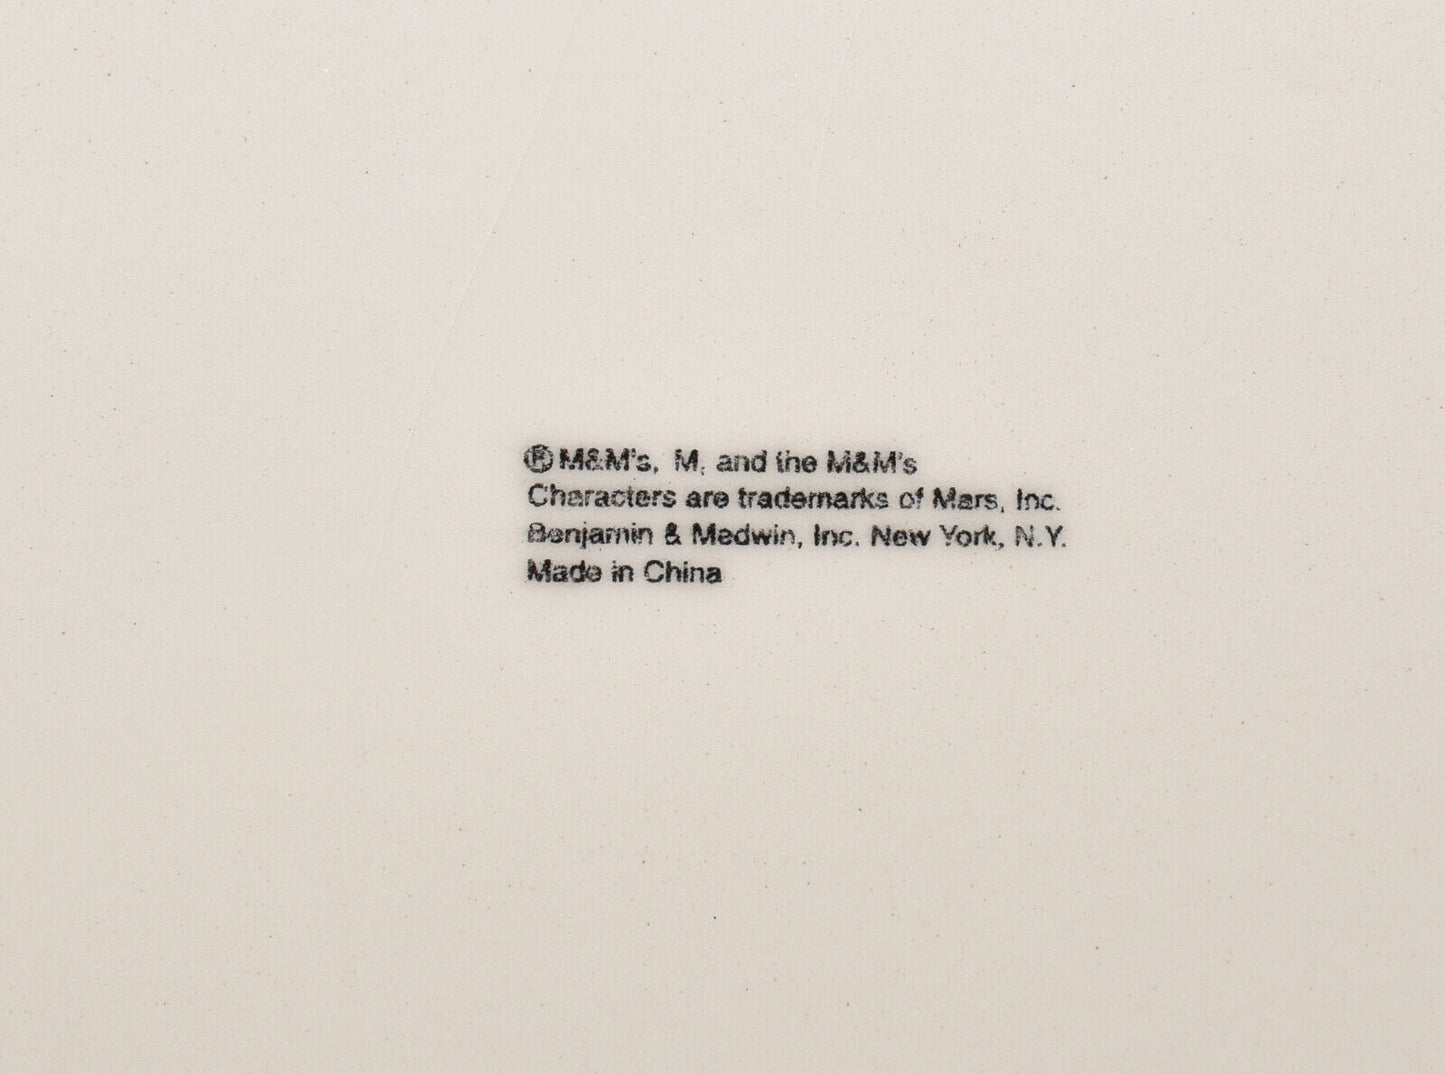 ® M&M's, M, and the M&M's
Characters are trademarks of Mars, Inc.
Benjamin & Medwin, Inc. New York, N.Y.
Made in China